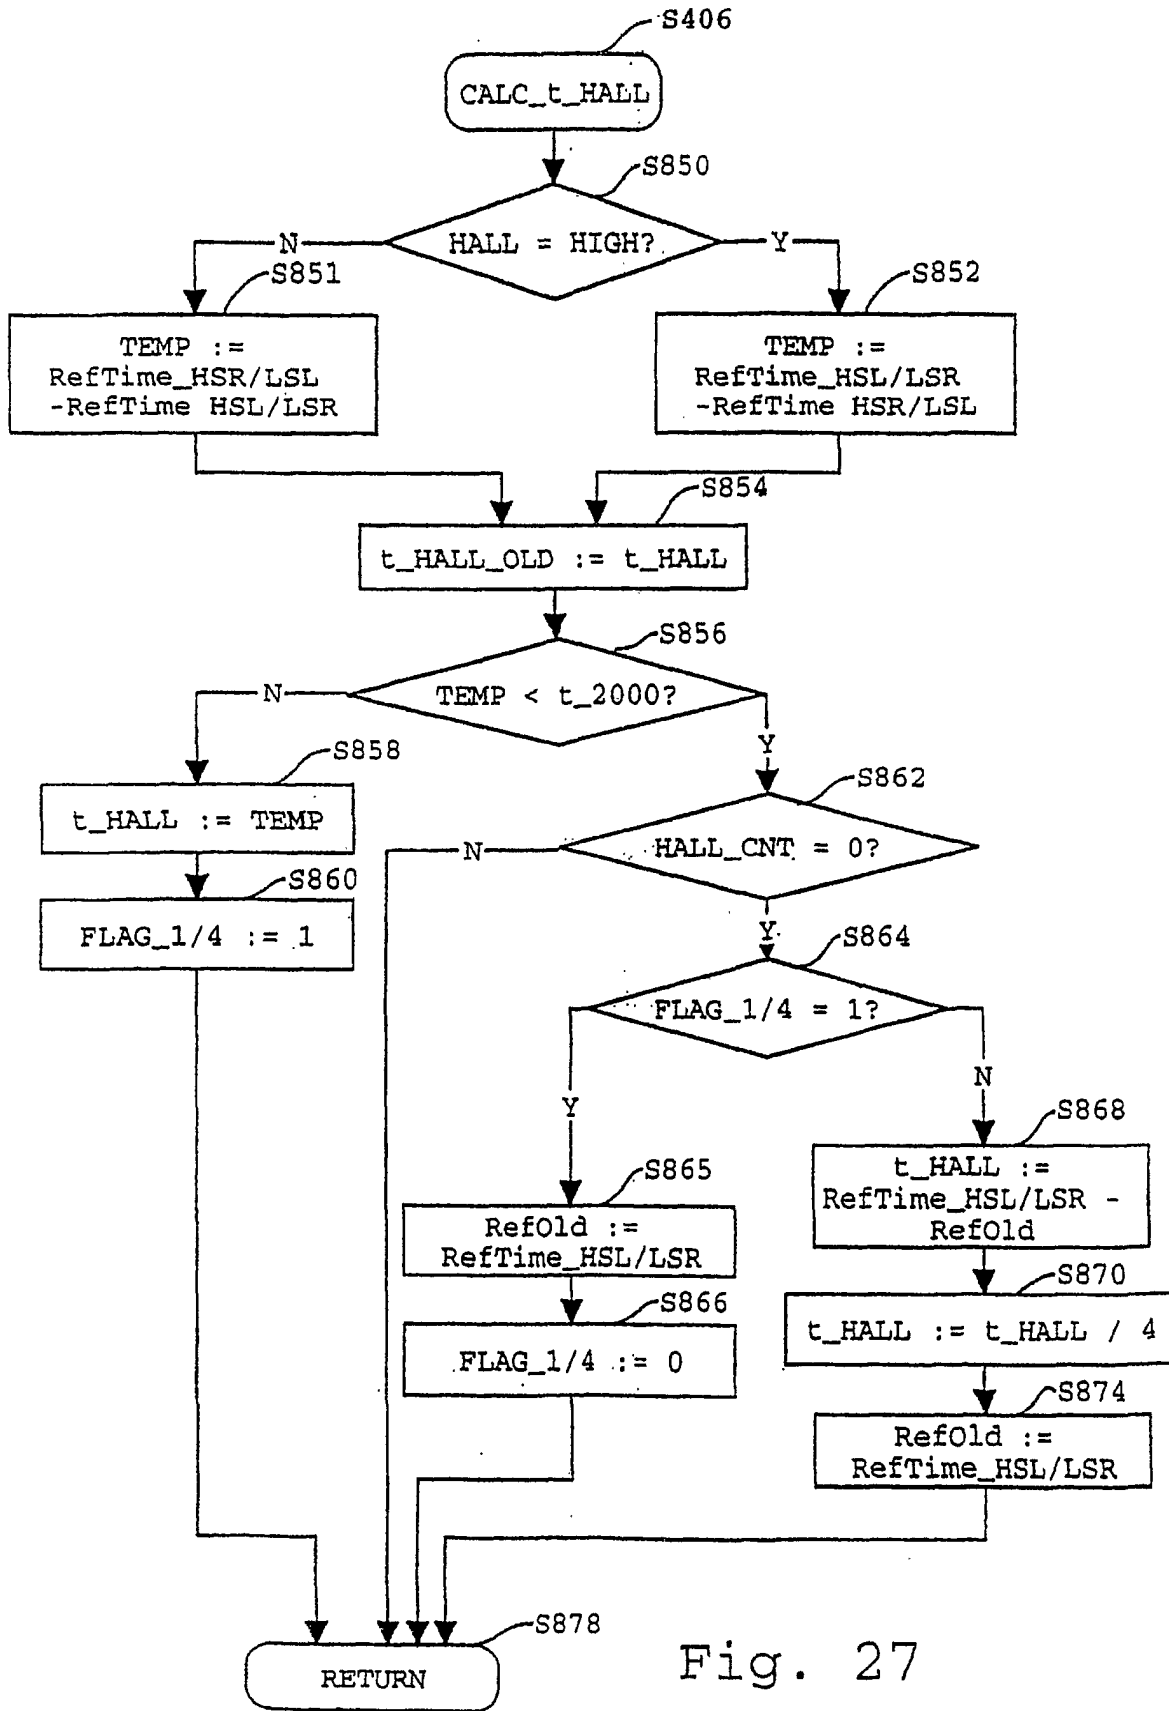 S406
CALC_t_HALL
S850
HALL = HIGH?
N
Y
S851
S852
TEMP :=
RefTime_HSR/LSL
-RefTime HSL/LSR
TEMP :=
RefTime_HSL/LSR
-RefTime HSR/LSL
S854
t_HALL_OLD := t_HALL
S856
TEMP < t_2000?
N
Y
S858
t_HALL := TEMP
S860
FLAG_1/4 := 1
S862
HALL_CNT = 0?
N
Y
S864
FLAG_1/4 = 1?
Y
N
S865
RefOld :=
RefTime_HSL/LSR
S866
FLAG_1/4 := 0
S868
t_HALL :=
RefTime_HSL/LSR -
RefOld
S870
t_HALL := t_HALL / 4
S874
RefOld :=
RefTime_HSL/LSR
S878
RETURN
Fig. 27